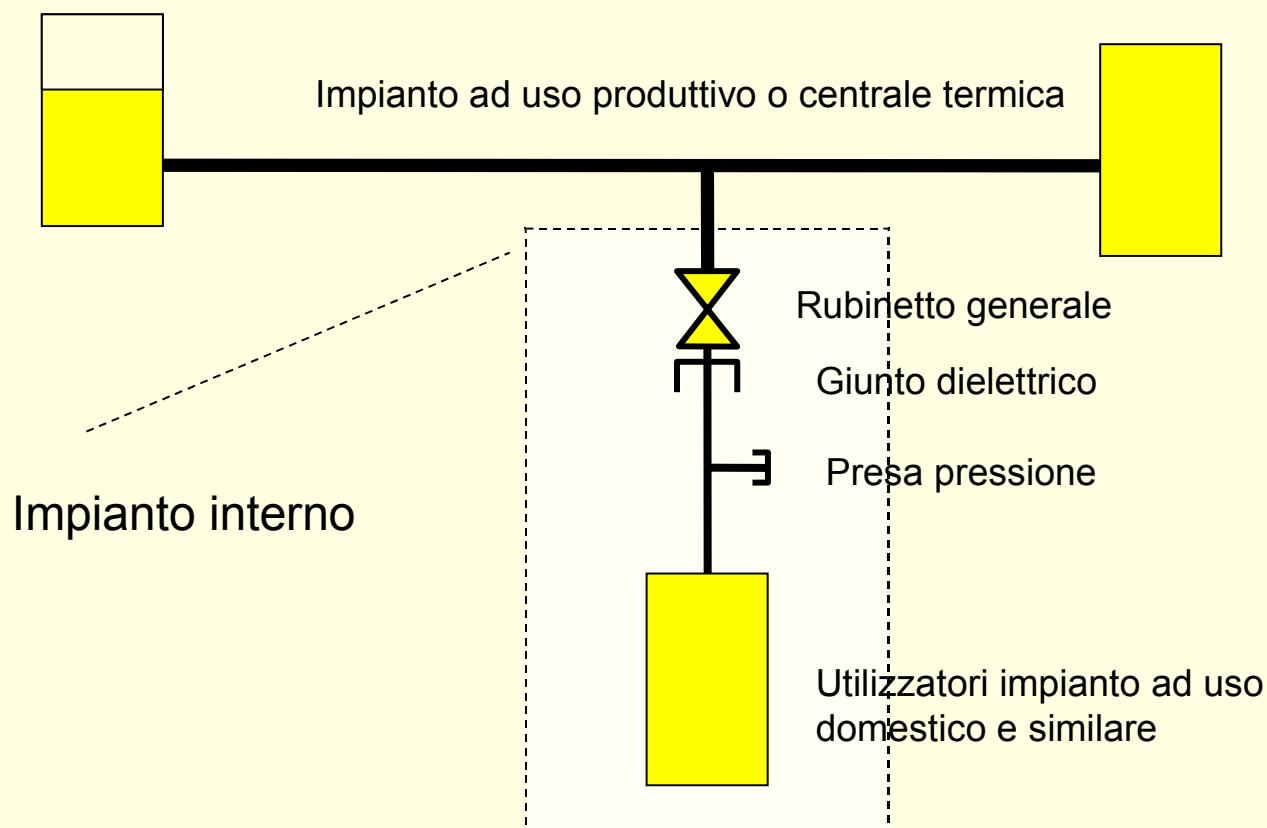 Impianto ad uso produttivo o centrale termica
Rubinetto generale
Giunto dielettrico
Presa pressione
Impianto interno
Utilizzatori impianto ad uso
domestico e similare